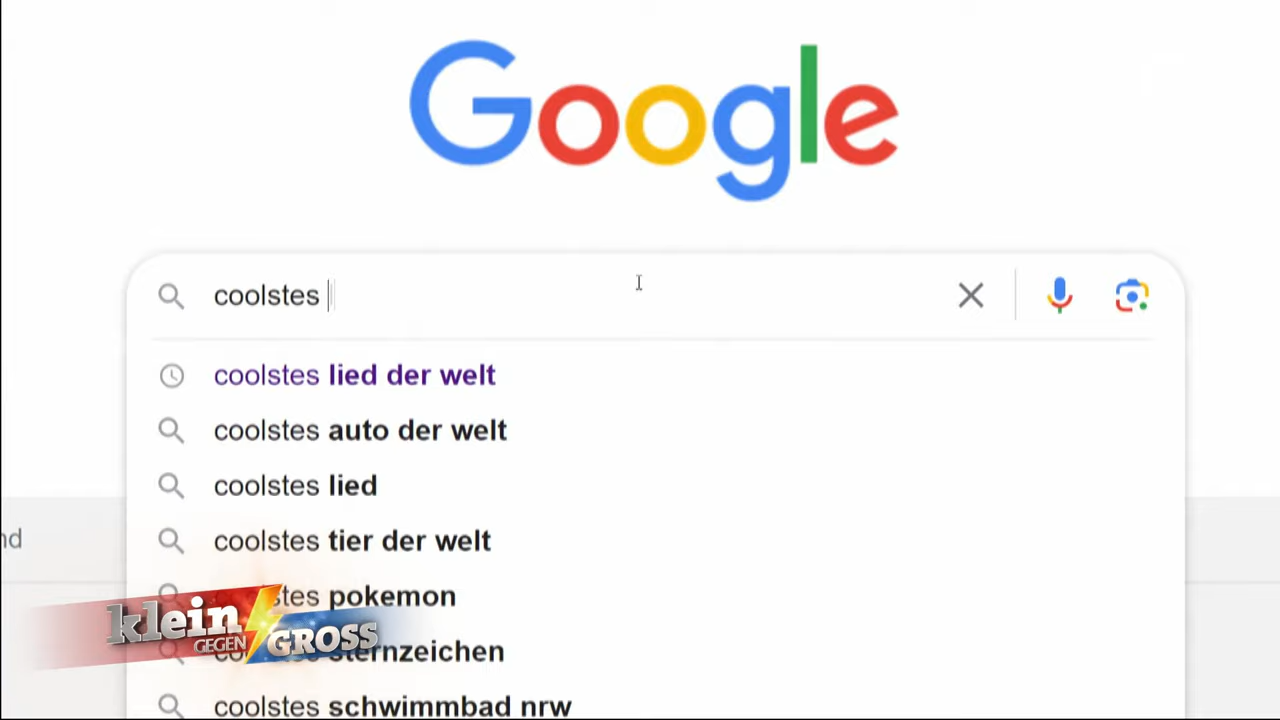 Google
coolstes
coolstes lied der welt
coolstes auto der welt
coolstes lied
coolstes tier der welt
pokemon
sternzeichen
coolstes schwimmbad nrw
nd
klein
GEGEN
GROSS